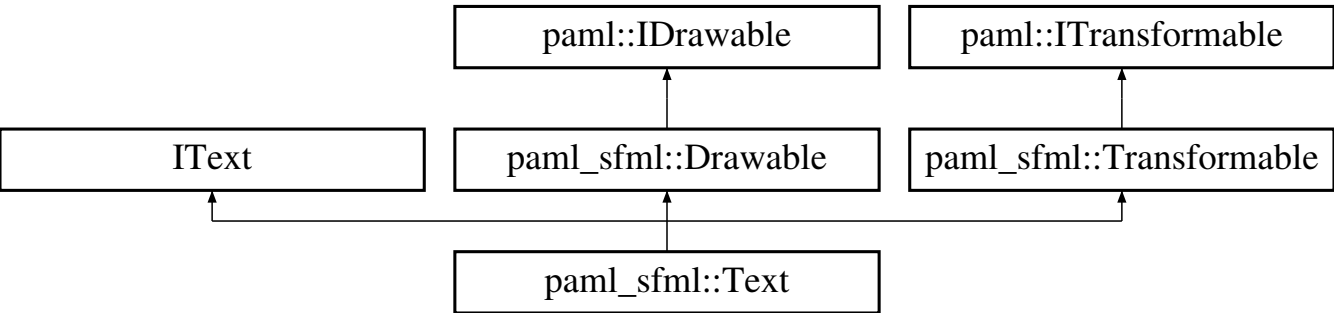 paml::IDrawable
paml::ITransformable
IText
paml_sfml::Drawable
paml_sfml::Transformable
paml_sfml::Text